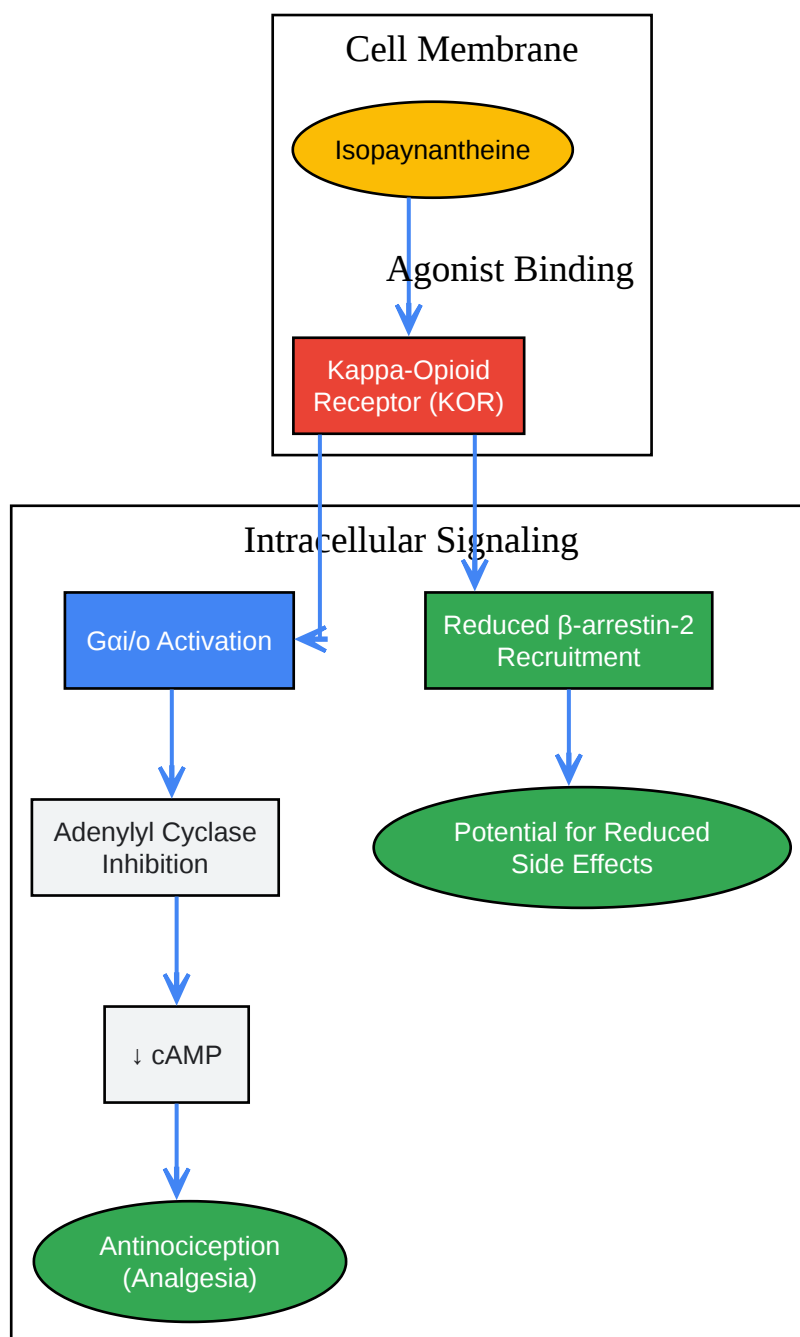 Cell Membrane
Isopaynantheine
Agonist Binding
Kappa-Opioid
Receptor (KOR)
Intracellular Signaling
Gαi/o Activation
Reduced β-arrestin-2
Recruitment
Adenylyl Cyclase
Inhibition
Potential for Reduced
Side Effects
↓ cAMP
Antinociception
(Analgesia)